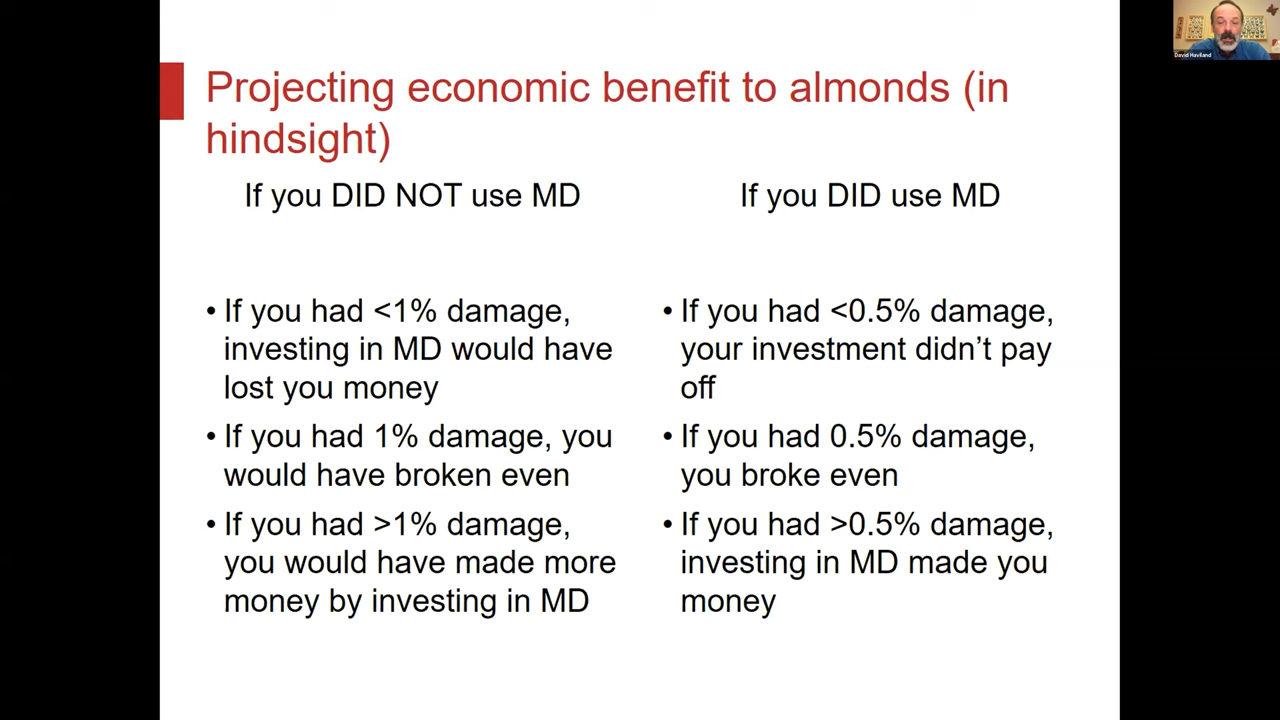 Projecting economic benefit to almonds (in
hindsight)
If you DID NOT use MD
• If you had <1% damage,
investing in MD would have
lost you money
• If you had 1% damage, you
would have broken even
• If you had >1% damage,
you would have made more
money by investing in MD
If you DID use MD
• If you had <0.5% damage,
your investment didn’t pay
off
• If you had 0.5% damage,
you broke even
• If you had >0.5% damage,
investing in MD made you
money
David Haviland